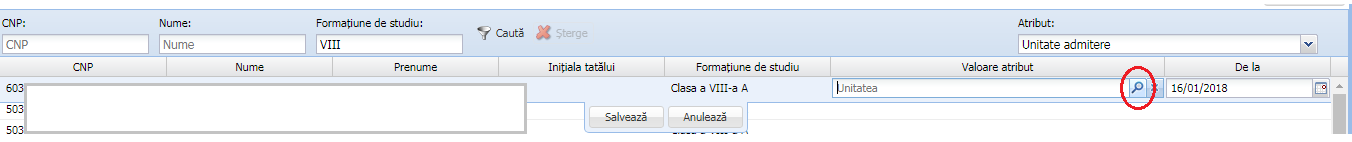 CNP: Nume: Formațiune de studiu: Atribut:
CNP Nume VIII Caută Șterge Unitate admitere
CNP Nume Prenume Inițiala tatălui Formațiune de studiu Valoare atribut De la
603 Clasa a VIII-a A Unitatea 16/01/2018
503 Salvează Anulează
503